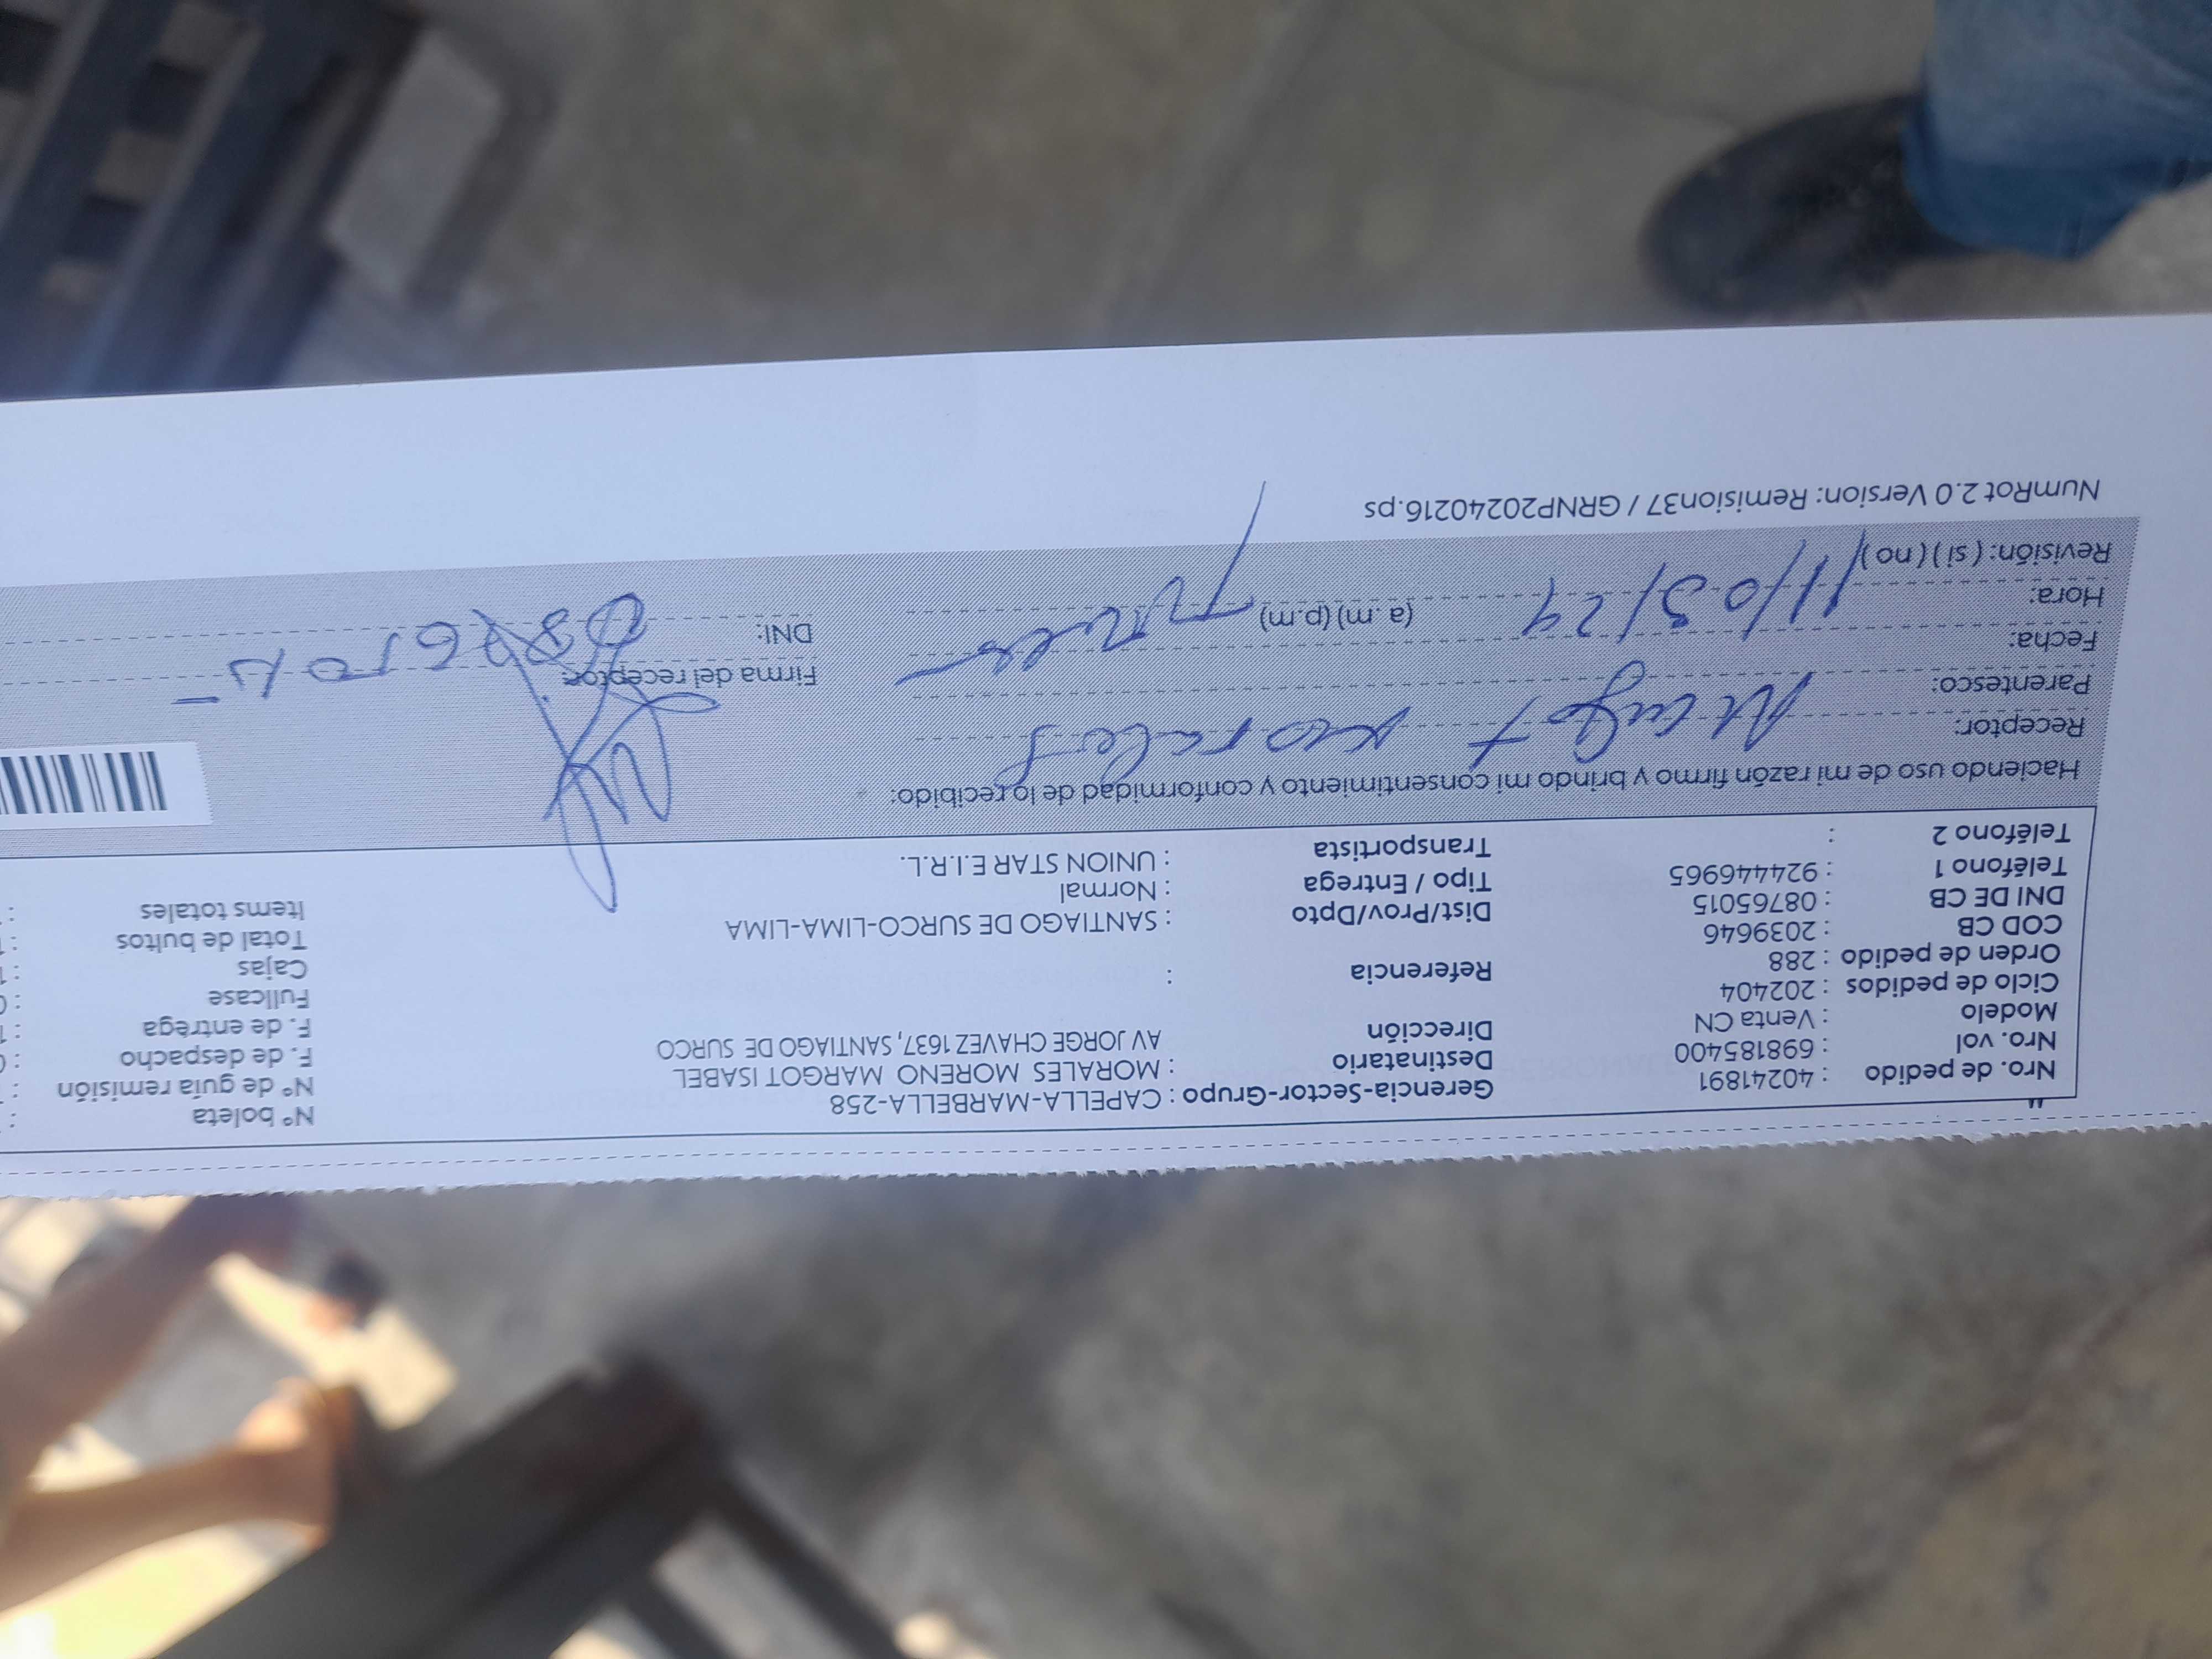 Nro. de pedido : 40241891 Gerencia-Sector-Grupo : CAPELLA-MARBELLA-258 N° boleta :
Nro. vol : 698185400 Destinatario : MORALES MORENO MARGOT ISABEL N° de guía remisión :
Modelo : Venta CN Dirección AV JORGE CHAVEZ 1637, SANTIAGO DE SURCO F. de despacho :
Ciclo de pedidos : 202404 F. de entrega :
Orden de pedido : 288 Referencia : Fullcase :
COD CB : 2039646 Cajas :
DNI DE CB : 08765015 Dist/Prov/Dpto : SANTIAGO DE SURCO-LIMA-LIMA Total de bultos :
Teléfono 1 : 924446965 Tipo / Entrega : Normal Items totales :
Teléfono 2 : Transportista : UNION STAR E.I.R.L.
Haciendo uso de mi razón firmo y brindo mi consentimiento y conformidad de lo recibido:
Receptor: Margot Morales
Parentesco: Firma del receptor:
Fecha: 11/03/24
Hora: (a.m) (p.m) DNI: 08765015
Revisión: ( si ) ( no )
NumRot 2.0 Version: Remision37 / GRNP20240216.ps